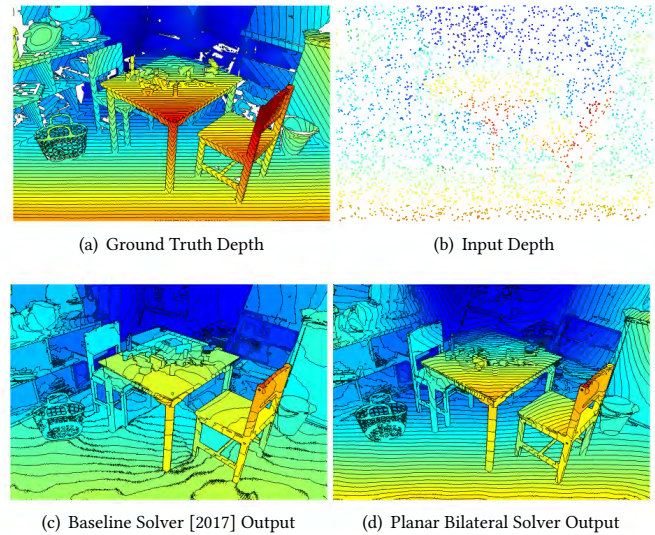 (a) Ground Truth Depth
(b) Input Depth
(c) Baseline Solver [2017] Output
(d) Planar Bilateral Solver Output